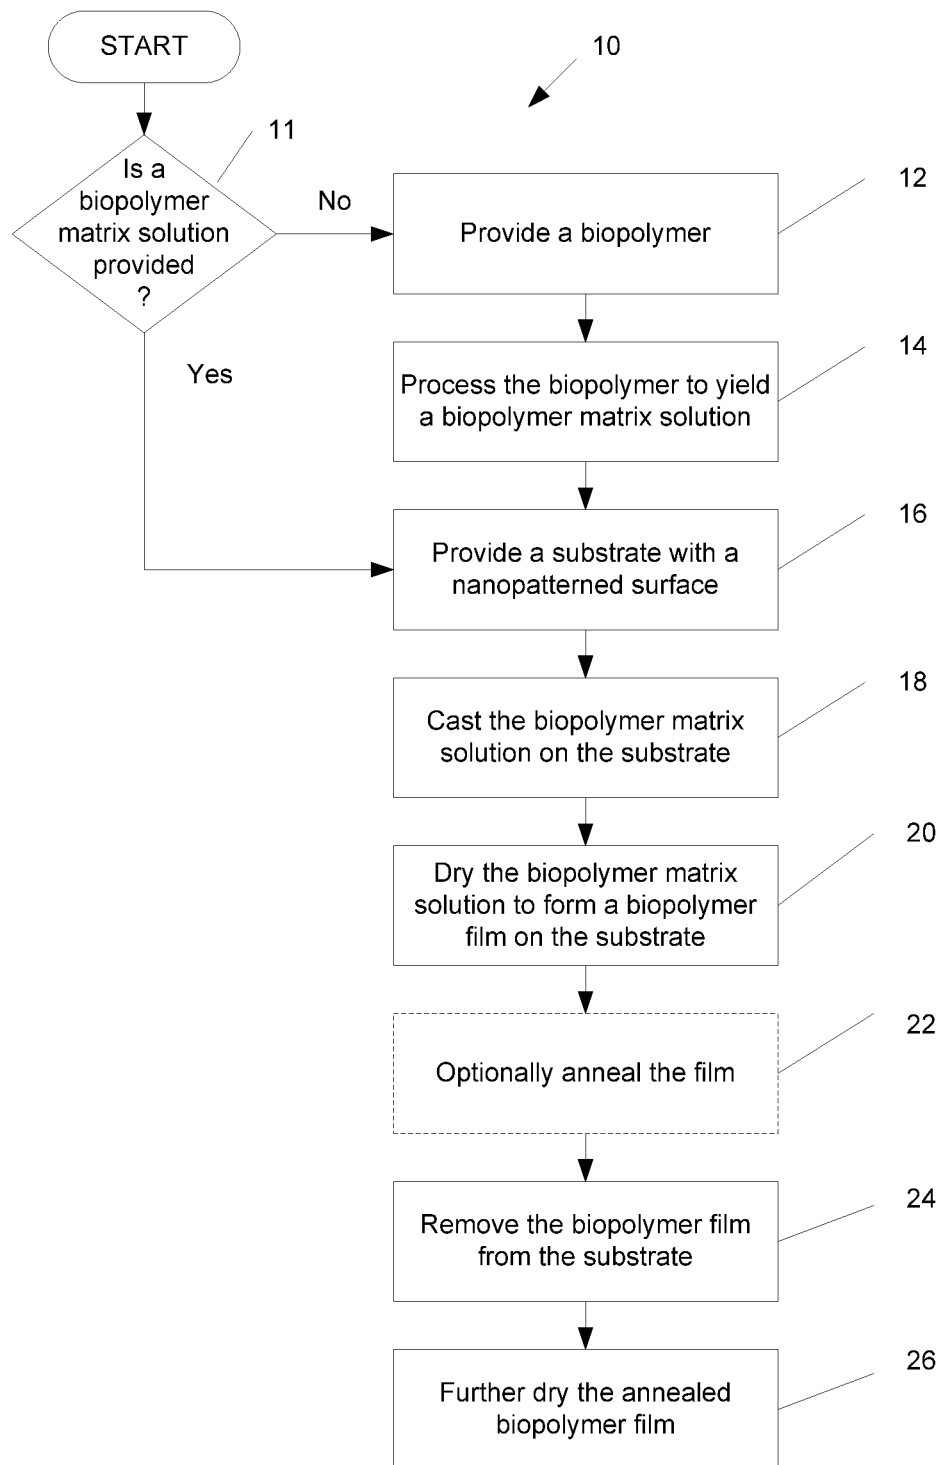 START
10
11
Is a
biopolymer
matrix solution
provided
?
No
Yes
12
Provide a biopolymer
14
Process the biopolymer to yield
a biopolymer matrix solution
16
Provide a substrate with a
nanopatterned surface
18
Cast the biopolymer matrix
solution on the substrate
20
Dry the biopolymer matrix
solution to form a biopolymer
film on the substrate
22
Optionally anneal the film
24
Remove the biopolymer film
from the substrate
26
Further dry the annealed
biopolymer film